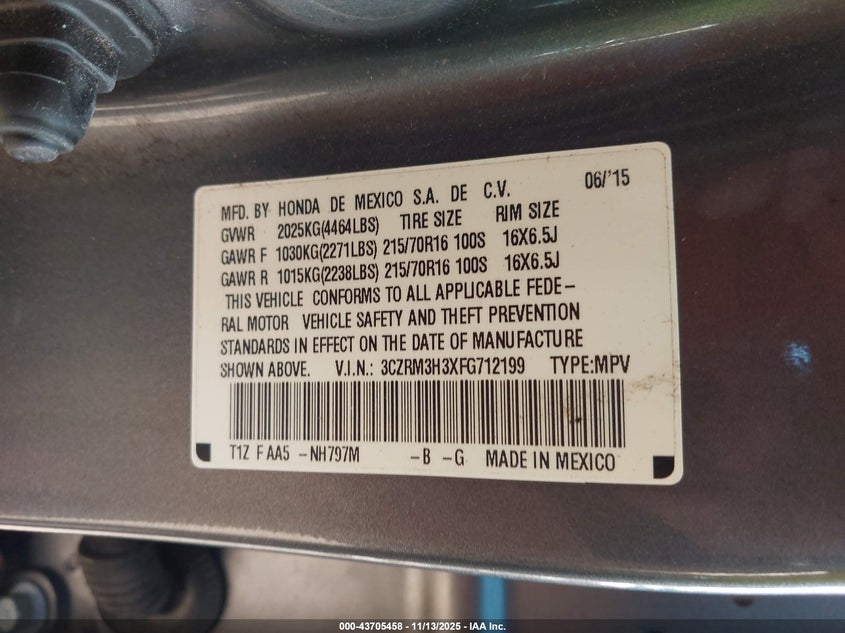 MFD. BY HONDA DE MEXICO S.A. DE C.V. 06/'15
GVWR 2025KG(4464LBS) TIRE SIZE RIM SIZE
GAWR F 1030KG(2271LBS) 215/70R16 100S 16X6.5J
GAWR R 1015KG(2238LBS) 215/70R16 100S 16X6.5J
THIS VEHICLE CONFORMS TO ALL APPLICABLE FEDE-
RAL MOTOR VEHICLE SAFETY AND THEFT PREVENTION
STANDARDS IN EFFECT ON THE DATE OF MANUFACTURE
SHOWN ABOVE. V.I.N.: 3CZRM3H3XFG712199 TYPE:MPV
T1Z F AA5 -NH797M -B -G MADE IN MEXICO
000-43705458 - 11/13/2025 - IAA Inc.